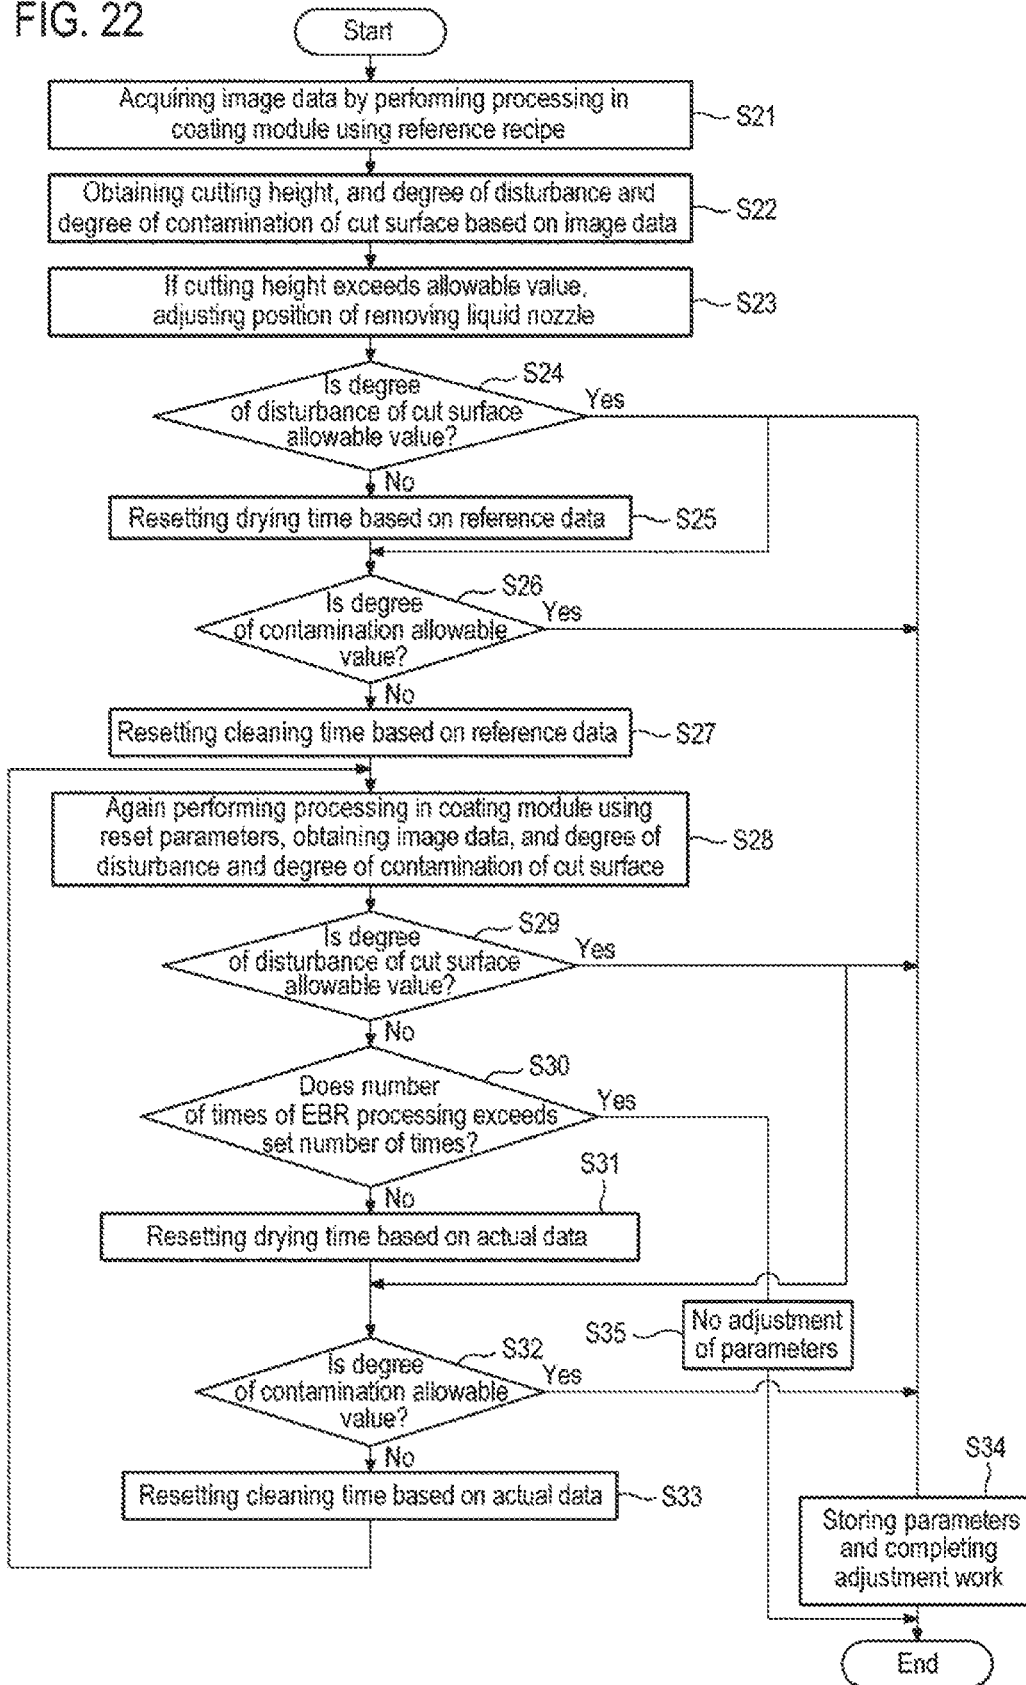 FIG. 22
Start
Acquiring image data by performing processing in
coating module using reference recipe
S21
Obtaining cutting height, and degree of disturbance and
degree of contamination of cut surface based on image data
S22
If cutting height exceeds allowable value,
adjusting position of removing liquid nozzle
S23
S24
Is degree
of disturbance of cut surface
allowable value?
Yes
No
Resetting drying time based on reference data
S25
S26
Is degree
of contamination allowable
value?
Yes
No
Resetting cleaning time based on reference data
S27
Again performing processing in coating module using
reset parameters, obtaining image data, and degree of
disturbance and degree of contamination of cut surface
S28
S29
Is degree
of disturbance of cut surface
allowable value?
Yes
No
S30
Does number
of times of EBR processing exceeds
set number of times?
Yes
No
S31
Resetting drying time based on actual data
S35
No adjustment
of parameters
S32
Is degree
of contamination allowable
value?
Yes
No
Resetting cleaning time based on actual data
S33
S34
Storing parameters
and completing
adjustment work
End